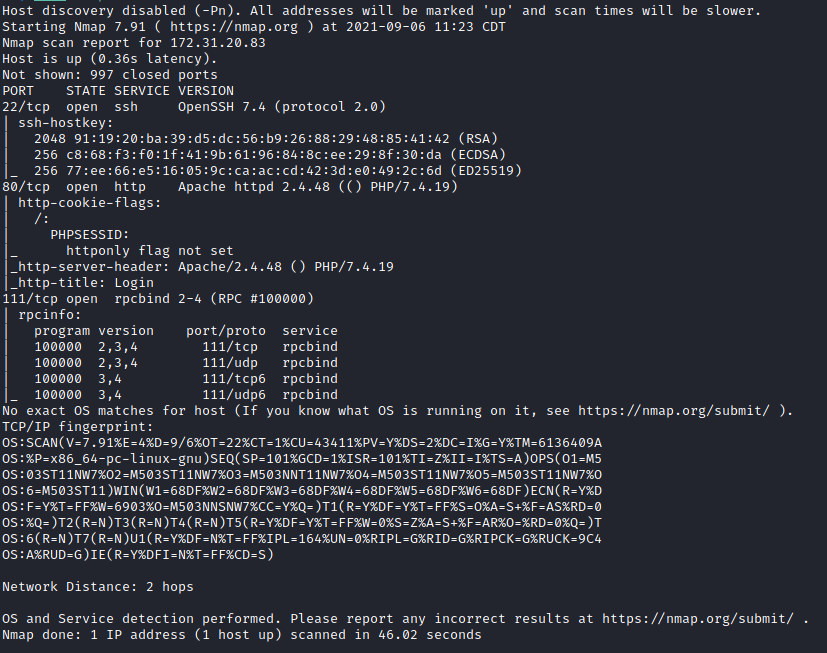 Host discovery disabled (-Pn). All addresses will be marked 'up' and scan times will be slower.
Starting Nmap 7.91 ( https://nmap.org ) at 2021-09-06 11:23 CDT
Nmap scan report for 172.31.20.83
Host is up (0.36s latency).
Not shown: 997 closed ports
PORT    STATE SERVICE VERSION
22/tcp  open  ssh     OpenSSH 7.4 (protocol 2.0)
| ssh-hostkey:
|   2048 91:19:20:ba:39:d5:dc:56:b9:26:88:29:48:85:41:42 (RSA)
|   256 c8:68:f3:f0:1f:41:9b:61:96:84:8c:ee:29:8f:30:da (ECDSA)
|_  256 77:ee:66:e5:16:05:9c:ca:ac:cd:42:3d:e0:49:2c:6d (ED25519)
80/tcp  open  http    Apache httpd 2.4.48 (() PHP/7.4.19)
| http-cookie-flags:
|   /:
|     PHPSESSID:
|_      httponly flag not set
|_http-server-header: Apache/2.4.48 () PHP/7.4.19
|_http-title: Login
111/tcp open  rpcbind 2-4 (RPC #100000)
| rpcinfo:
|   program version    port/proto  service
|   100000  2,3,4        111/tcp   rpcbind
|   100000  2,3,4        111/udp   rpcbind
|   100000  3,4          111/tcp6  rpcbind
|_  100000  3,4          111/udp6  rpcbind
No exact OS matches for host (If you know what OS is running on it, see https://nmap.org/submit/ ).
TCP/IP fingerprint:
OS:SCAN(V=7.91%E=4%D=9/6%OT=22%CT=1%CU=43411%PV=Y%DS=2%DC=I%G=Y%TM=6136409A
OS:%P=x86_64-pc-linux-gnu)SEQ(SP=101%GCD=1%ISR=101%TI=Z%II=I%TS=A)OPS(O1=M5
OS:03ST11NW7%O2=M503ST11NW7%O3=M503NNT11NW7%O4=M503ST11NW7%O5=M503ST11NW7%O
OS:6=M503ST11)WIN(W1=68DF%W2=68DF%W3=68DF%W4=68DF%W5=68DF%W6=68DF)ECN(R=Y%D
OS:F=Y%T=FF%W=6903%O=M503NNSNW7%CC=Y%Q=)T1(R=Y%DF=Y%T=FF%S=O%A=S+%F=AS%RD=0
OS:%Q=)T2(R=N)T3(R=N)T4(R=N)T5(R=Y%DF=Y%T=FF%W=0%S=Z%A=S+%F=AR%O=%RD=0%Q=)T
OS:6(R=N)T7(R=N)U1(R=Y%DF=N%T=FF%IPL=164%UN=0%RIPL=G%RID=G%RIPCK=G%RUCK=9C4
OS:A%RUD=G)IE(R=Y%DFI=N%T=FF%CD=S)
Network Distance: 2 hops
OS and Service detection performed. Please report any incorrect results at https://nmap.org/submit/ .
Nmap done: 1 IP address (1 host up) scanned in 46.02 seconds